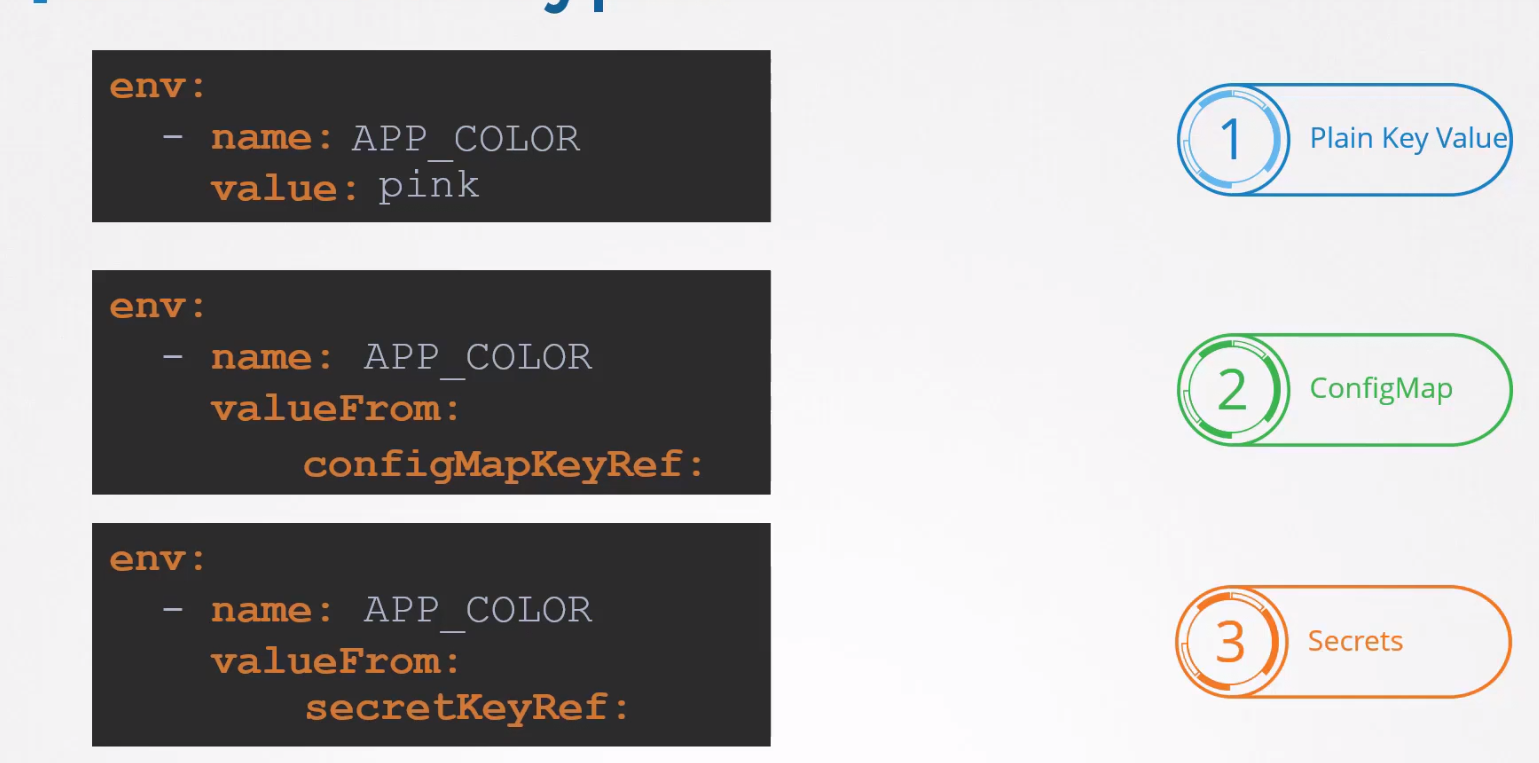 env:
- name: APP_COLOR
value: pink
1 Plain Key Value
env:
- name: APP_COLOR
valueFrom:
configMapKeyRef:
2 ConfigMap
env:
- name: APP_COLOR
valueFrom:
secretKeyRef:
3 Secrets